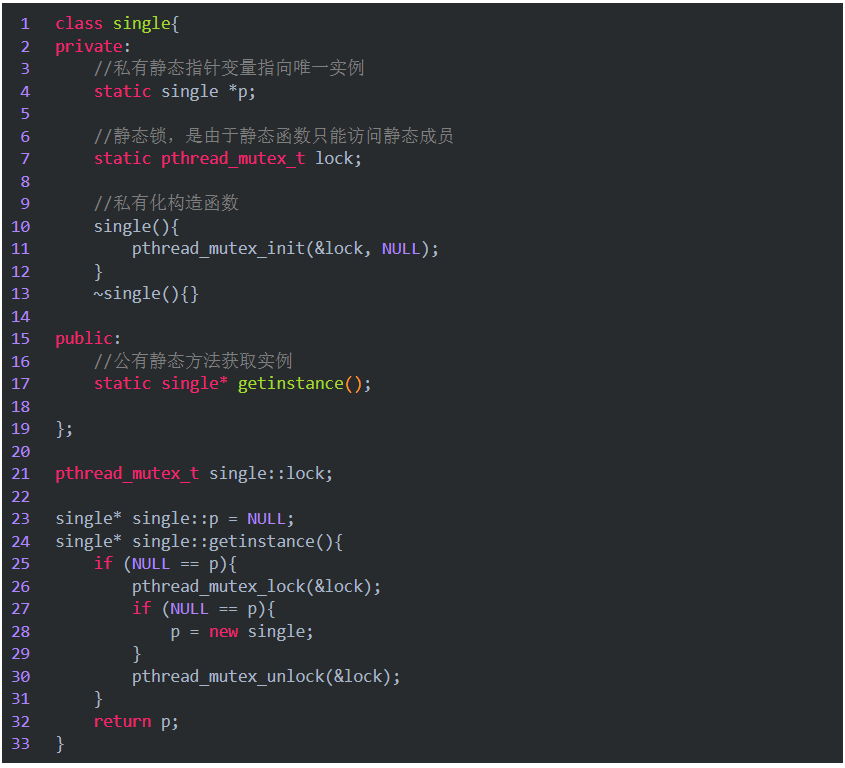 1 class single{
2 private:
3     //私有静态指针变量指向唯一实例
4     static single *p;
5
6     //静态锁，是由于静态函数只能访问静态成员
7     static pthread_mutex_t lock;
8
9     //私有化构造函数
10     single(){
11         pthread_mutex_init(&lock, NULL);
12     }
13     ~single(){}
14
15 public:
16     //公有静态方法获取实例
17     static single* getinstance();
18
19 };
20
21 pthread_mutex_t single::lock;
22
23 single* single::p = NULL;
24 single* single::getinstance(){
25     if (NULL == p){
26         pthread_mutex_lock(&lock);
27         if (NULL == p){
28             p = new single;
29         }
30         pthread_mutex_unlock(&lock);
31     }
32     return p;
33 }